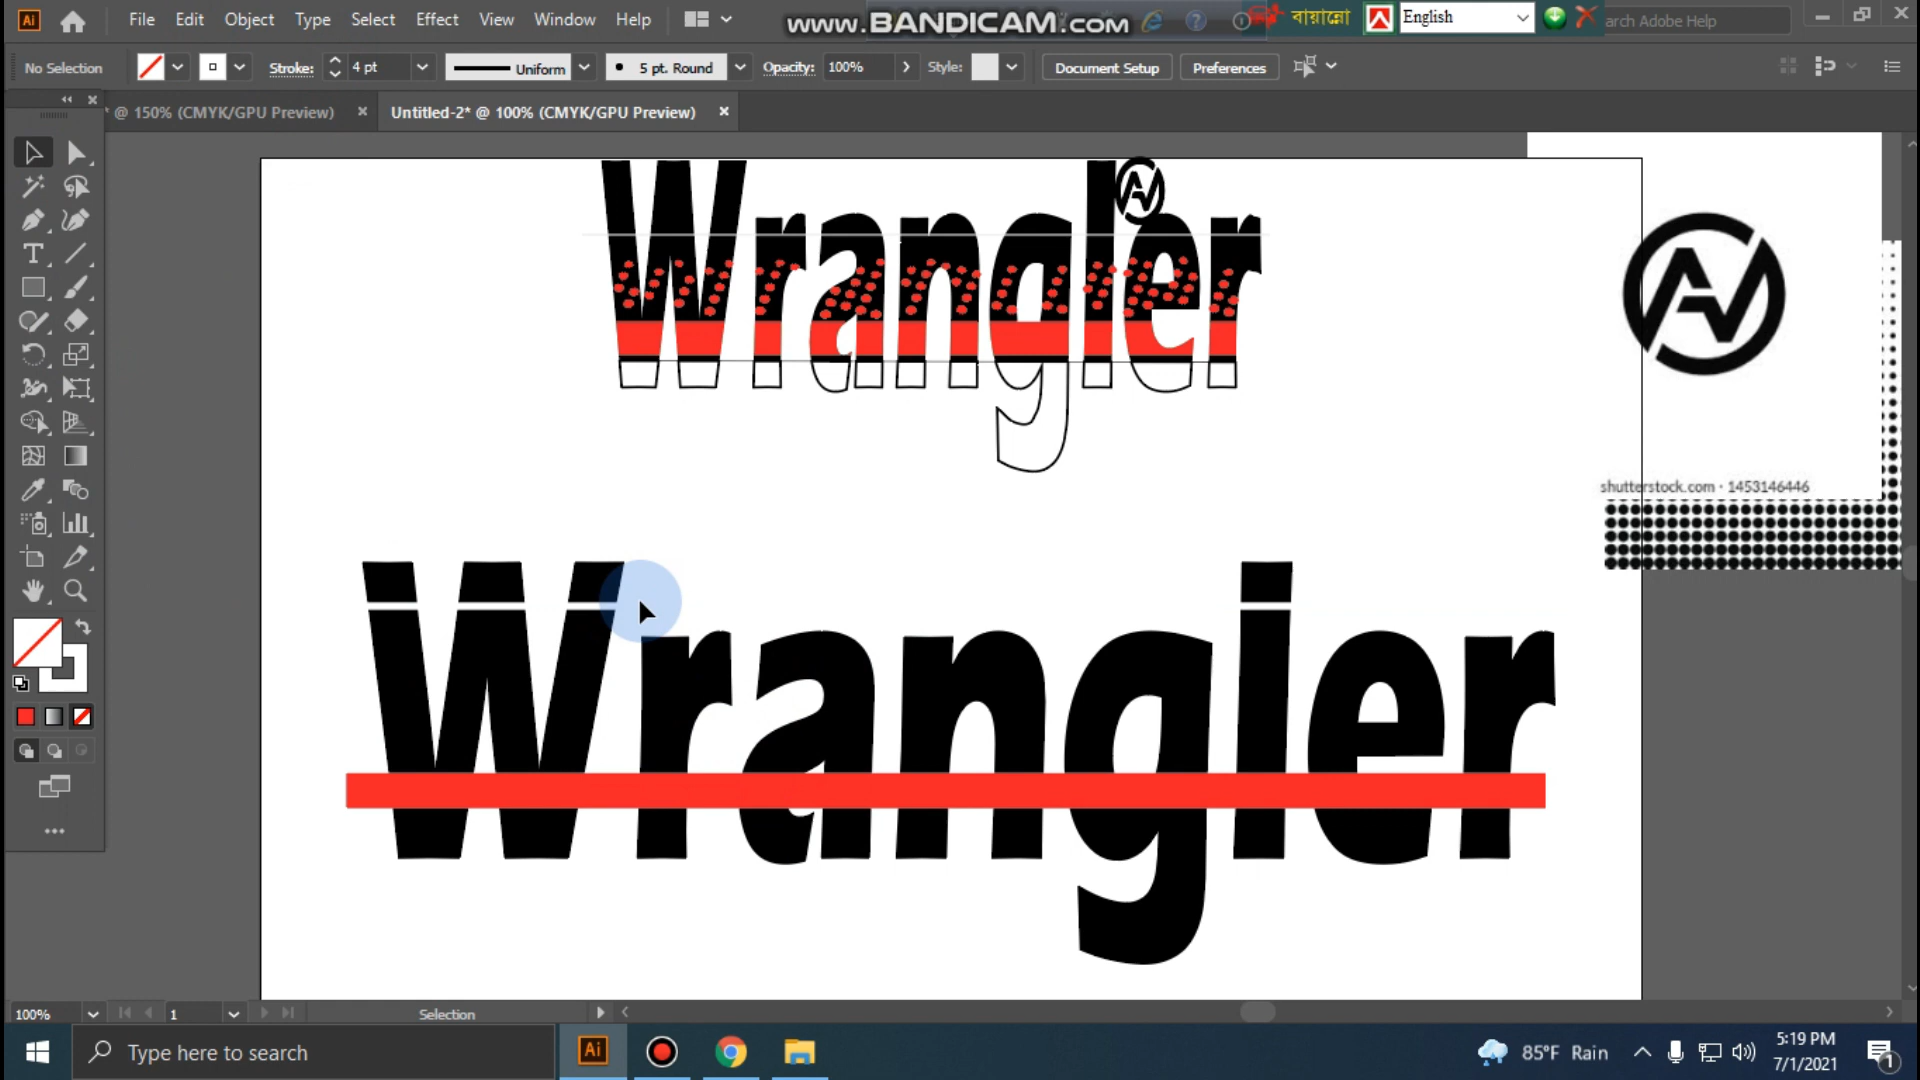 File Edit Object Type Select Effect View Window Help
www.BANDICAM.com
বায়ান্নো
English
arch Adobe Help
No Selection
Stroke:
4 pt
Uniform
5 pt. Round
Opacity:
100%
Style:
Document Setup
Preferences
* @ 150% (CMYK/GPU Preview)
Untitled-2* @ 100% (CMYK/GPU Preview)
Wrangler
shutterstock.com · 1453146446
Wrangler
100%
1
Selection
Type here to search
Ai
85°F Rain
5:19 PM
7/1/2021
1